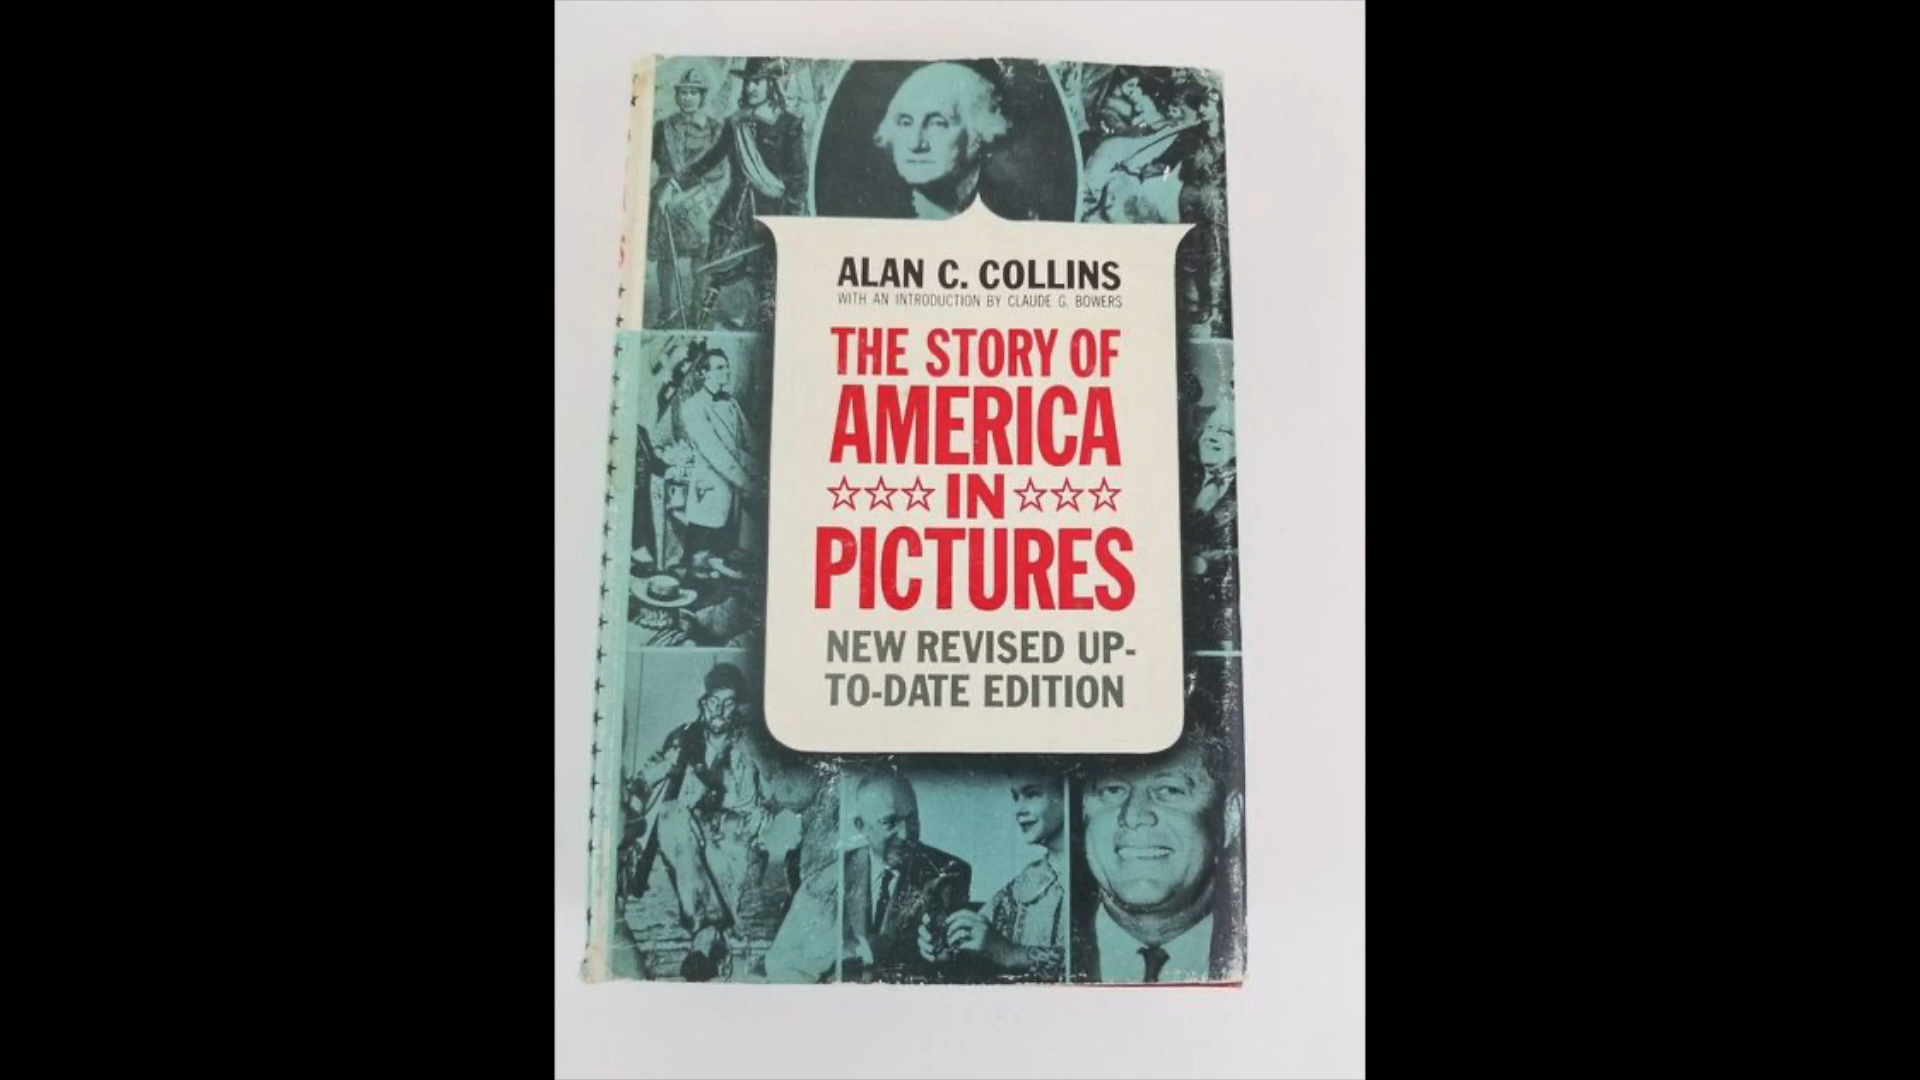 ALAN C. COLLINS
WITH AN INTRODUCTION BY CLAUDE G. BOWERS
THE STORY OF
AMERICA
IN
PICTURES
NEW REVISED UP-
TO-DATE EDITION